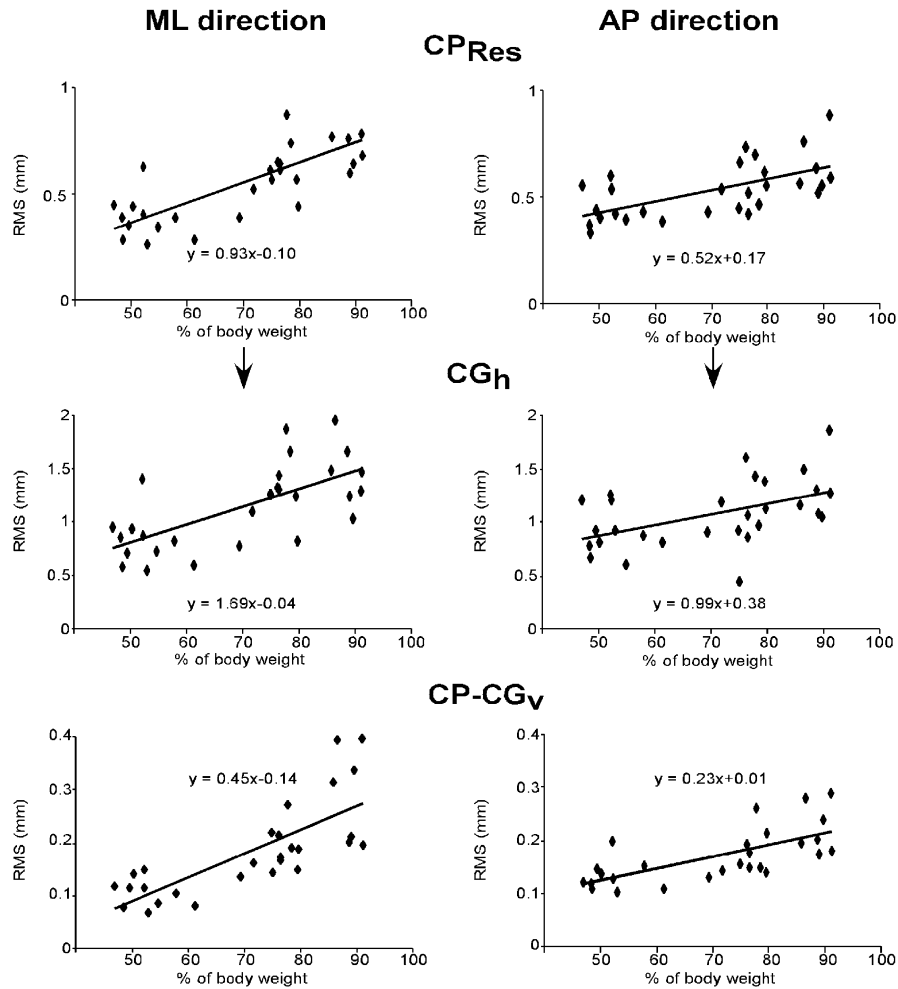 ML direction AP direction
CPRes
1 1
RMS (mm) 0.5 RMS (mm) 0.5
y = 0.93x-0.10 y = 0.52x+0.17
0 0
50 60 70 80 90 100 50 60 70 80 90 100
% of body weight % of body weight
CGh
2 2
1.5 1.5
RMS (mm) 1 RMS (mm) 1
0.5 0.5
y = 1.69x-0.04 y = 0.99x+0.38
0 0
50 60 70 80 90 100 50 60 70 80 90 100
% of body weight % of body weight
CP-CGv
0.4 0.4
y = 0.45x-0.14 y = 0.23x+0.01
0.3 0.3
RMS (mm) 0.2 RMS (mm) 0.2
0.1 0.1
0 0
50 60 70 80 90 100 50 60 70 80 90 100
% of body weight % of body weight